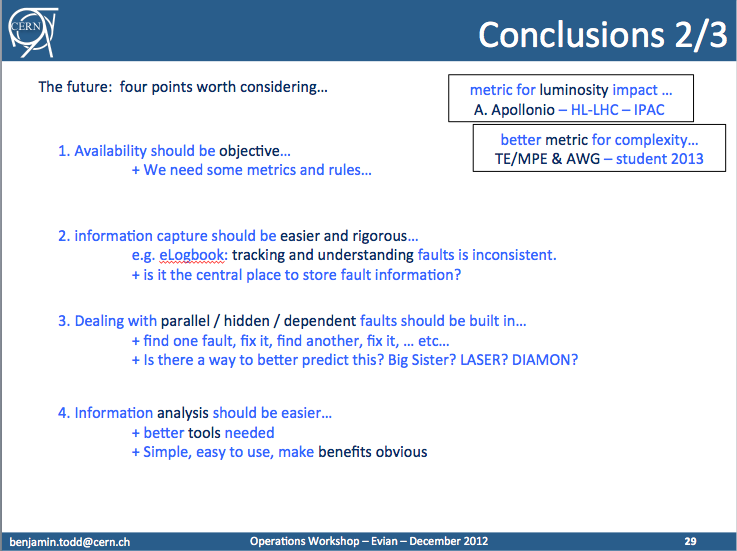 CERN
Conclusions 2/3
The future: four points worth considering…
metric for luminosity impact …
A. Apollonio – HL-LHC – IPAC
better metric for complexity…
TE/MPE & AWG – student 2013
1. Availability should be objective…
+ We need some metrics and rules…
2. information capture should be easier and rigorous…
e.g. eLogbook: tracking and understanding faults is inconsistent.
+ is it the central place to store fault information?
3. Dealing with parallel / hidden / dependent faults should be built in…
+ find one fault, fix it, find another, fix it, … etc…
+ Is there a way to better predict this? Big Sister? LASER? DIAMON?
4. Information analysis should be easier…
+ better tools needed
+ Simple, easy to use, make benefits obvious
benjamin.todd@cern.ch
Operations Workshop – Evian – December 2012
29